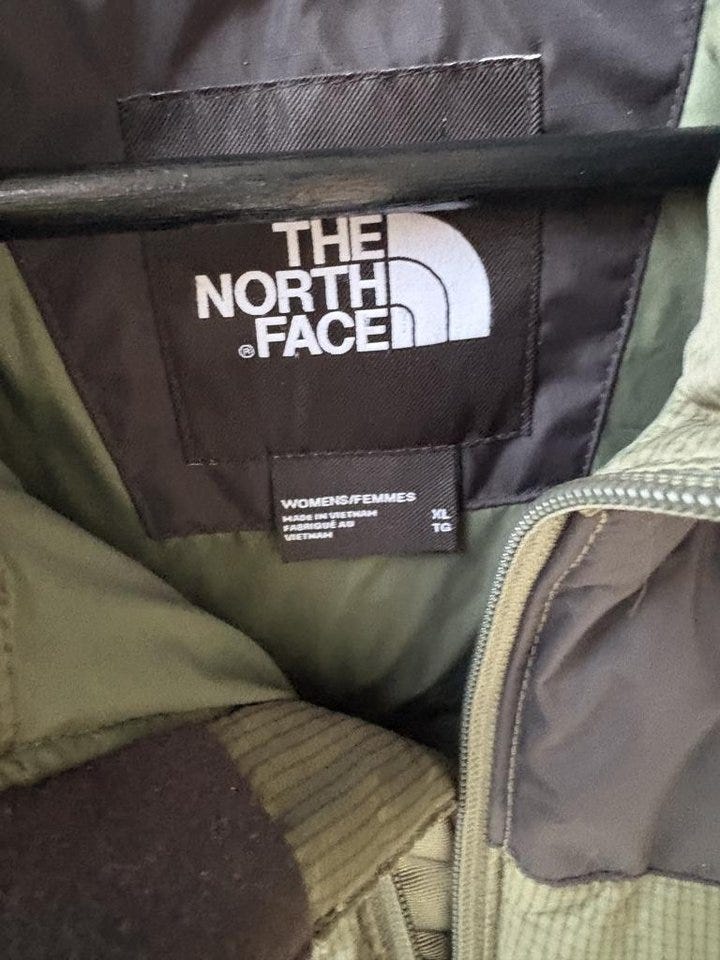 THE
NORTH
® FACE
WOMENS/FEMMES
MADE IN VIETNAM
FABRIQUÉ AU
VIETNAM
XL
TG